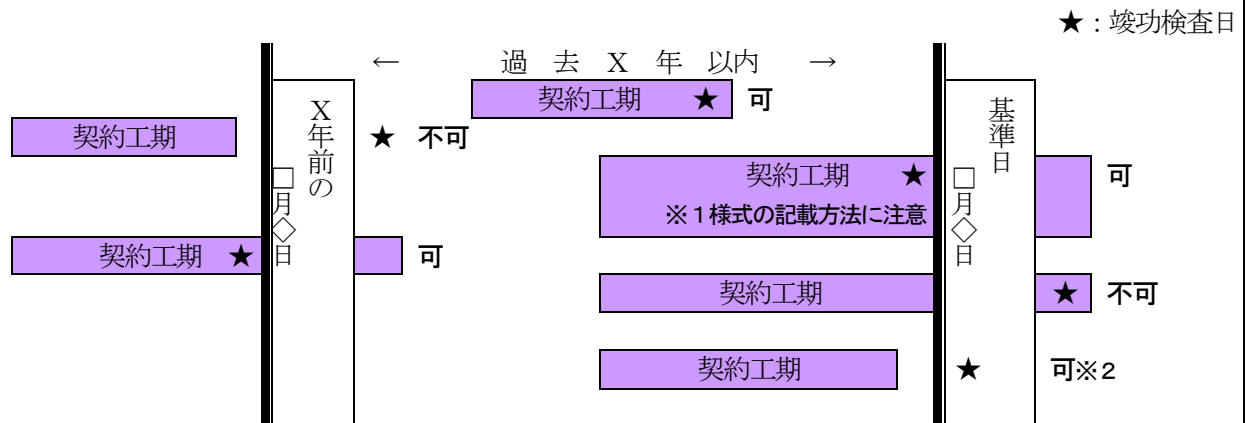 ★：竣功検査日
← 過 去 X 年 以内 →
契約工期 ★ 可
契約工期 ★ 不可
X年前の
□月◇日
基準日
□月◇日
契約工期 ★ 可
※１様式の記載方法に注意
契約工期 ★ 可
契約工期 ★ 不可
契約工期 ★ 可※２